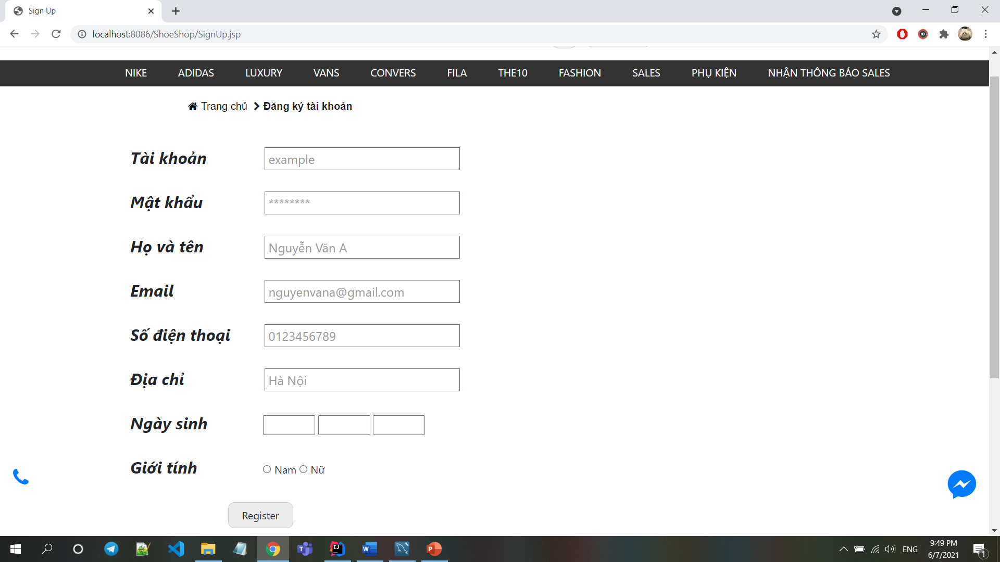 Sign Up
localhost:8086/ShoeShop/SignUp.jsp
NIKE ADIDAS LUXURY VANS CONVERS FILA THE10 FASHION SALES PHỤ KIỆN NHẬN THÔNG BÁO SALES
Trang chủ Đăng ký tài khoản
Tài khoản example
Mật khẩu ********
Họ và tên Nguyễn Văn A
Email nguyenvana@gmail.com
Số điện thoại 0123456789
Địa chỉ Hà Nội
Ngày sinh
Giới tính Nam Nữ
Register
ENG
9:49 PM
6/7/2021
1